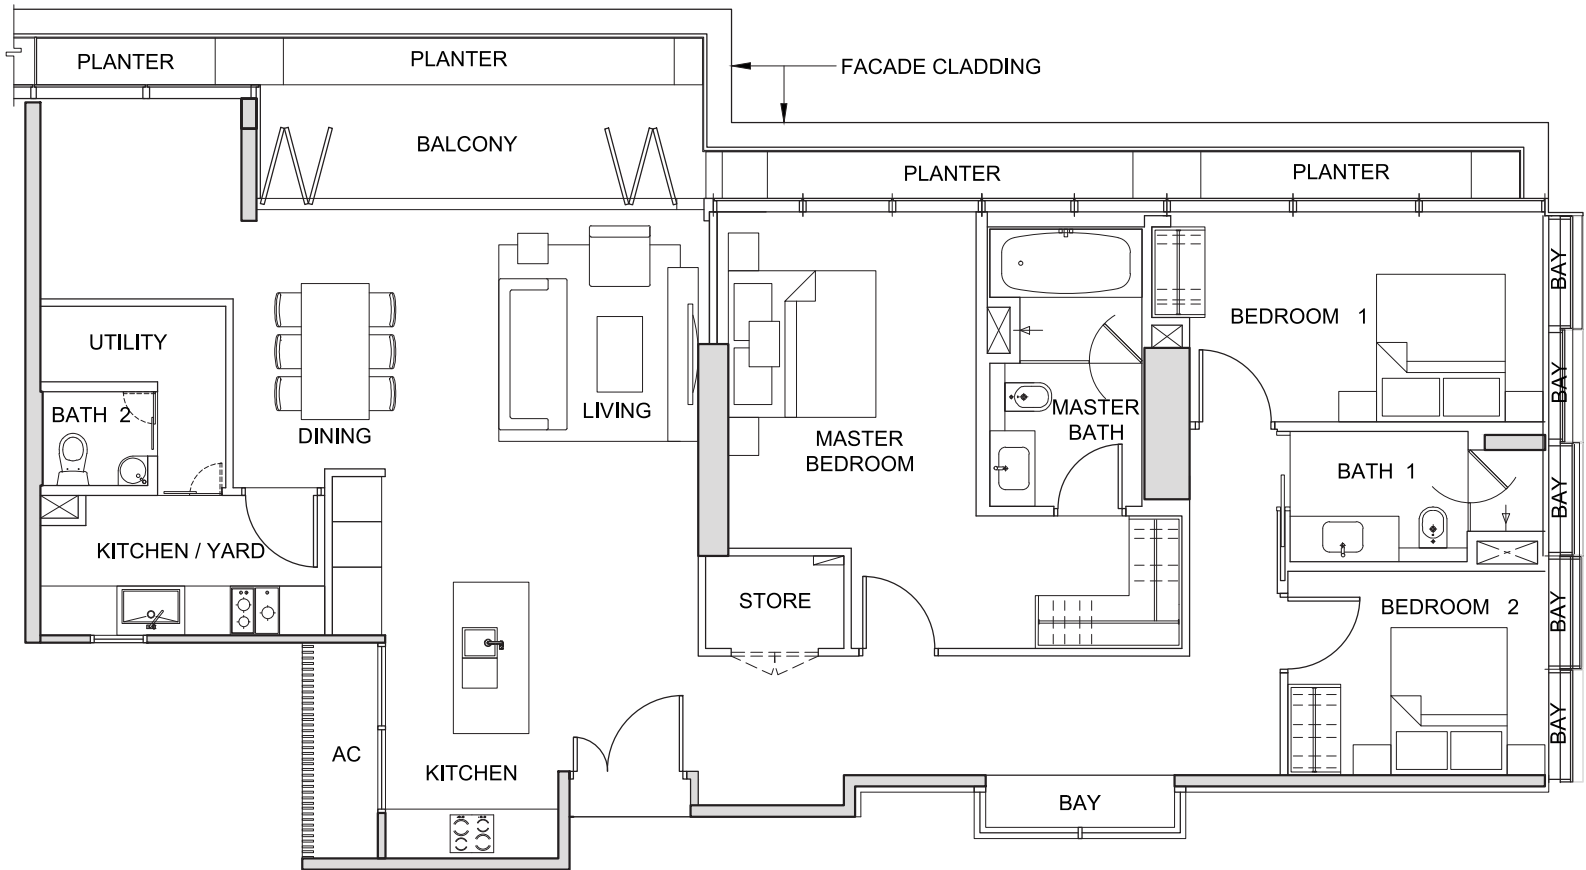 PLANTER
PLANTER
FACADE CLADDING
BALCONY
PLANTER
PLANTER
BAY
BEDROOM 1
UTILITY
BAY
BATH 2
LIVING
MASTER
BATH
DINING
MASTER
BEDROOM
BATH 1
BAY
KITCHEN / YARD
STORE
BEDROOM 2
BAY
BAY
AC
KITCHEN
BAY